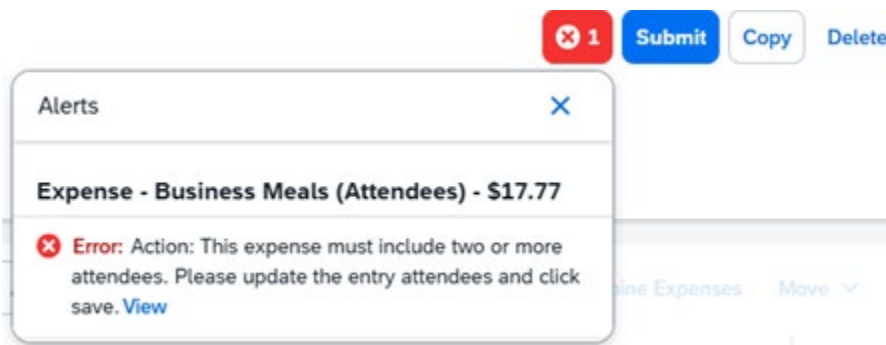 1 Submit Copy Delete
Alerts
Expense - Business Meals (Attendees) - $17.77
Error: Action: This expense must include two or more
attendees. Please update the entry attendees and click
save. View
Expenses Move